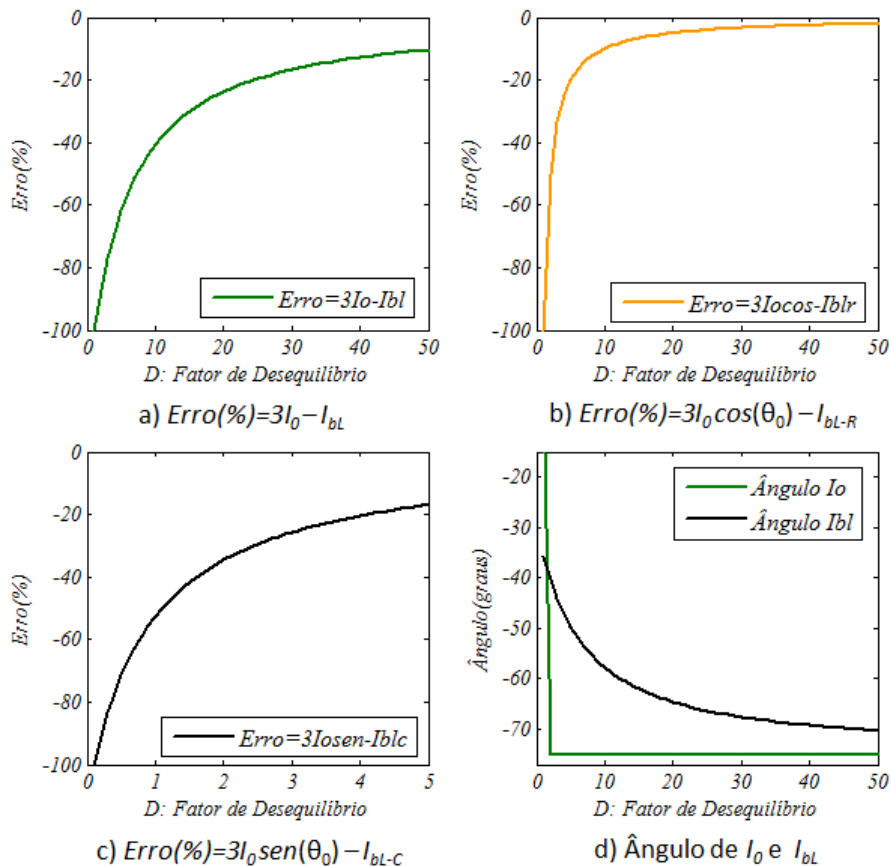 0
-20
-40
-60
-80
-100
Erro(%)
Erro=3Io-Ibl
0 10 20 30 40 50
D: Fator de Desequilíbrio
a) Erro(%)=3I₀−I_bL
0
-20
-40
-60
-80
-100
Erro(%)
Erro=3Iocos-Iblr
0 10 20 30 40 50
D: Fator de Desequilíbrio
b) Erro(%)=3I₀cos(θ₀)−I_bL-R
0
-20
-40
-60
-80
-100
Erro(%)
Erro=3Iosen-Iblc
0 1 2 3 4 5
D: Fator de Desequilíbrio
c) Erro(%)=3I₀sen(θ₀)−I_bL-C
-20
-30
-40
-50
-60
-70
Ângulo(graus)
Ângulo Io
Ângulo Ibl
0 10 20 30 40 50
D: Fator de Desequilíbrio
d) Ângulo de I₀ e I_bL